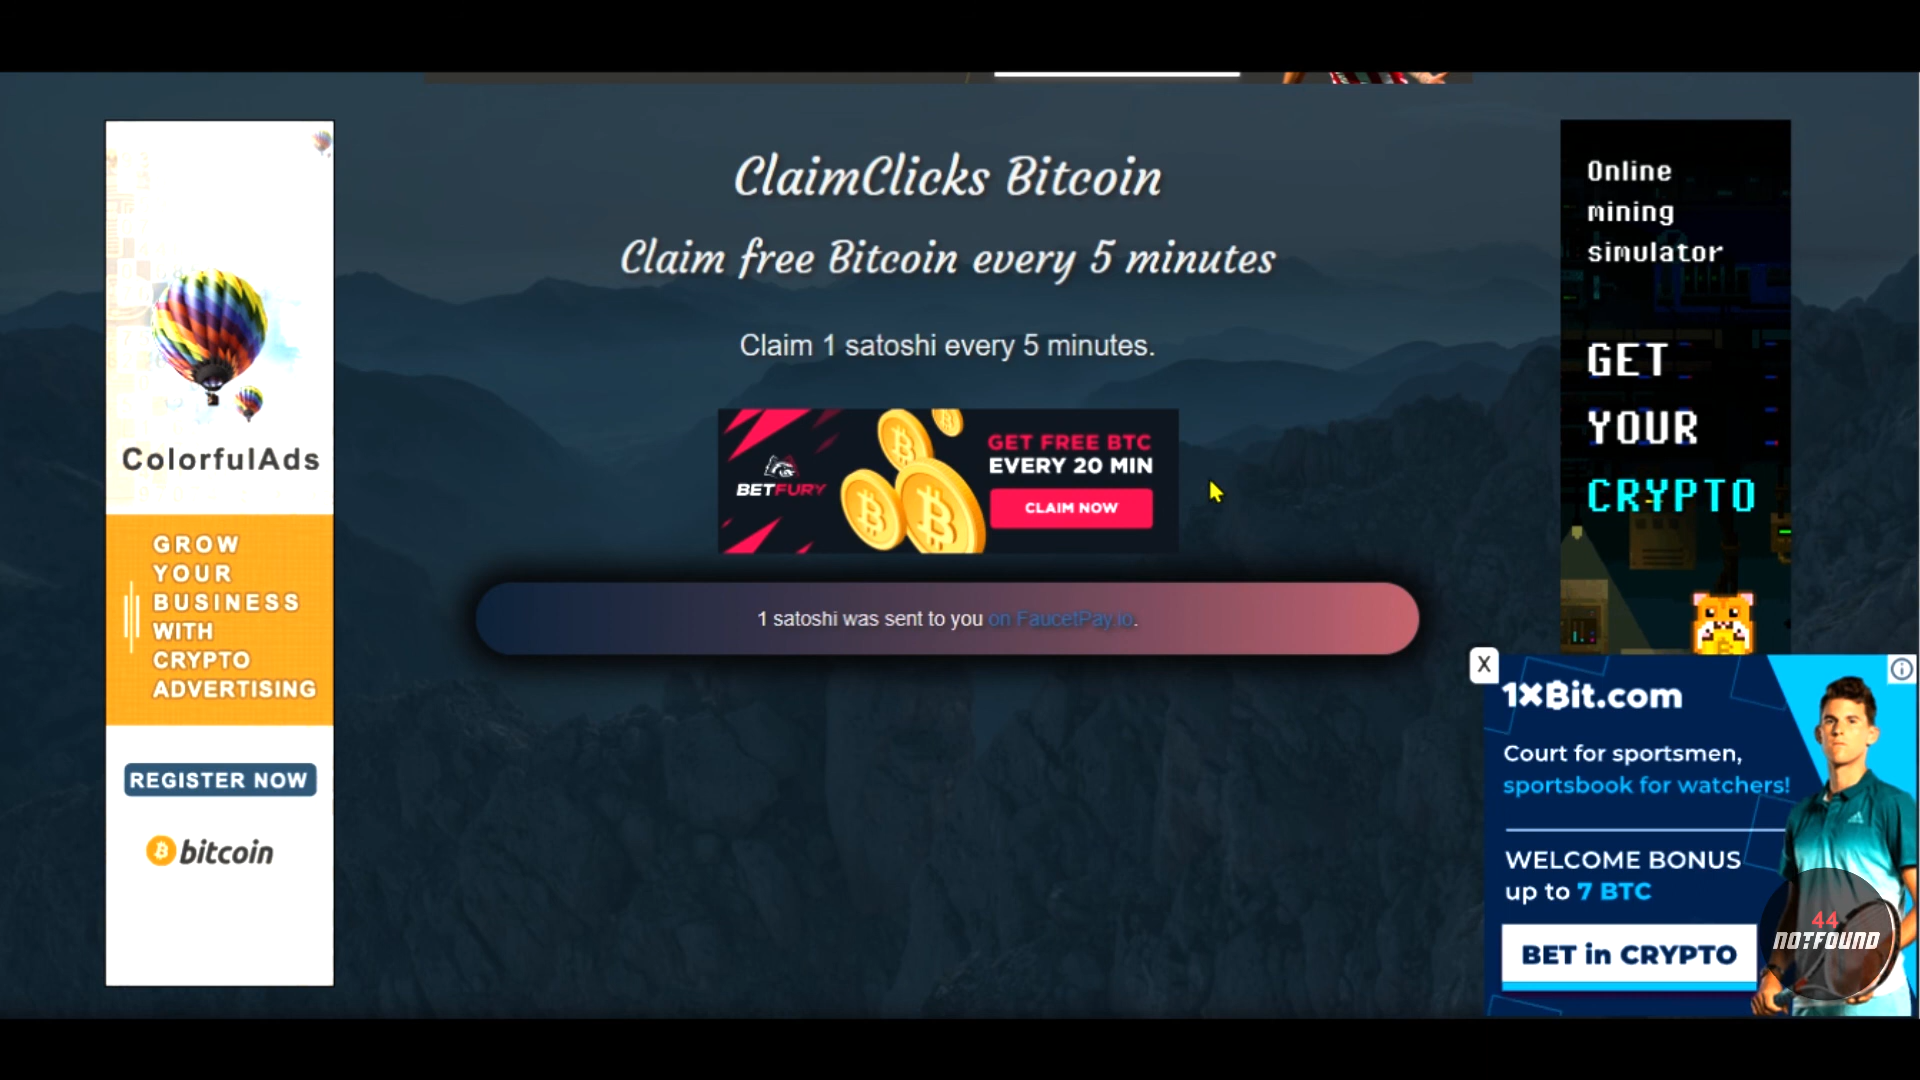 ClaimClicks Bitcoin
Claim free Bitcoin every 5 minutes
Claim 1 satoshi every 5 minutes.
BETFURY
GET FREE BTC
EVERY 20 MIN
CLAIM NOW
1 satoshi was sent to you on FaucetPay.io.
ColorfulAds
GROW
YOUR
BUSINESS
WITH
CRYPTO
ADVERTISING
REGISTER NOW
bitcoin
Online
mining
simulator
GET
YOUR
CRYPTO
X
1XBit.com
Court for sportsmen,
sportsbook for watchers!
WELCOME BONUS
up to 7 BTC
BET in CRYPTO
44
NOTFOUND